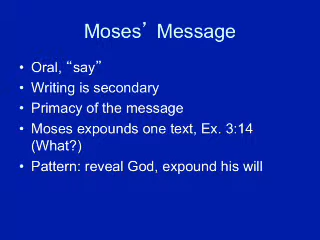 Moses’ Message
• Oral, “say”
• Writing is secondary
• Primacy of the message
• Moses expounds one text, Ex. 3:14
(What?)
• Pattern: reveal God, expound his will